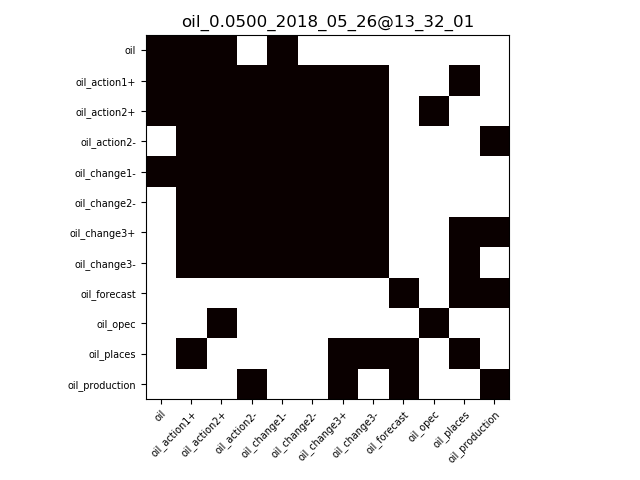 oil_0.0500_2018_05_26@13_32_01
oil
oil_action1+
oil_action2+
oil_action2-
oil_change1-
oil_change2-
oil_change3+
oil_change3-
oil_forecast
oil_opec
oil_places
oil_production
oil
oil_action1+
oil_action2+
oil_action2-
oil_change1-
oil_change2-
oil_change3+
oil_change3-
oil_forecast
oil_opec
oil_places
oil_production